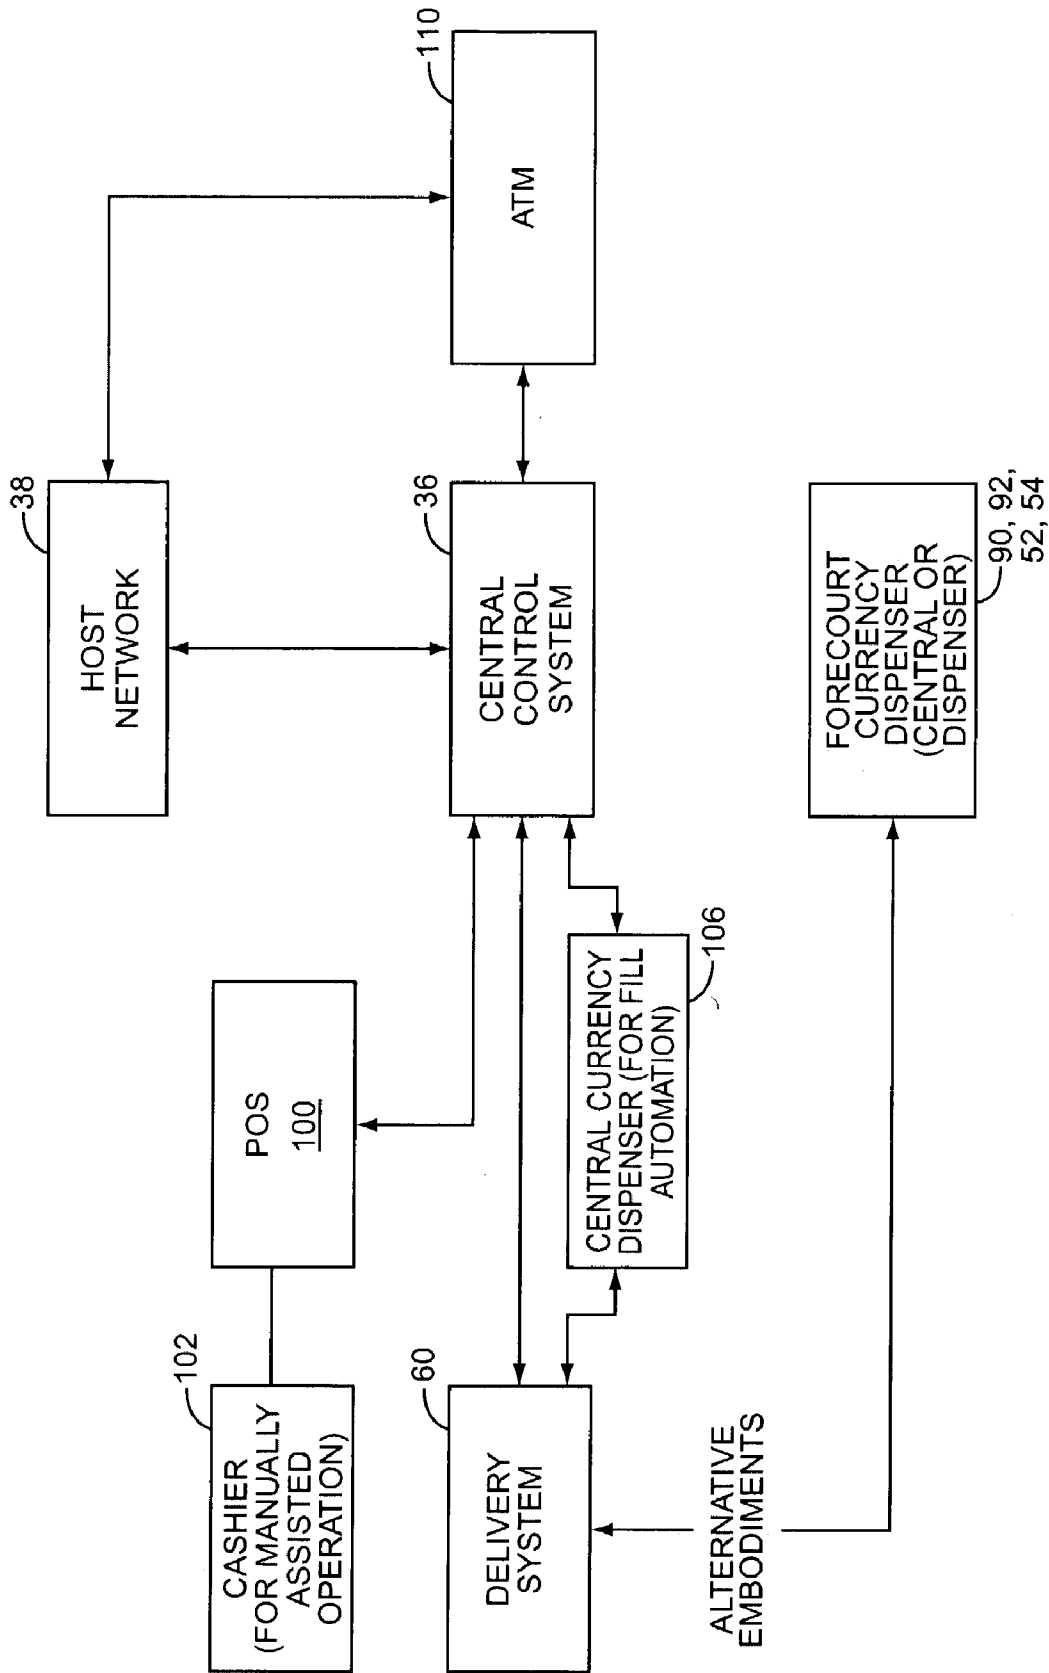 CASHIER
(FOR MANUALLY
ASSISTED
OPERATION)
102
POS
100
HOST
NETWORK
38
DELIVERY
SYSTEM
60
CENTRAL CURRENCY
DISPENSER (FOR FILL
AUTOMATION)
106
CENTRAL
CONTROL
SYSTEM
36
ATM
110
ALTERNATIVE
EMBODIMENTS
FORECOURT
CURRENCY
DISPENSER
(CENTRAL OR
DISPENSER)
90, 92,
52, 54